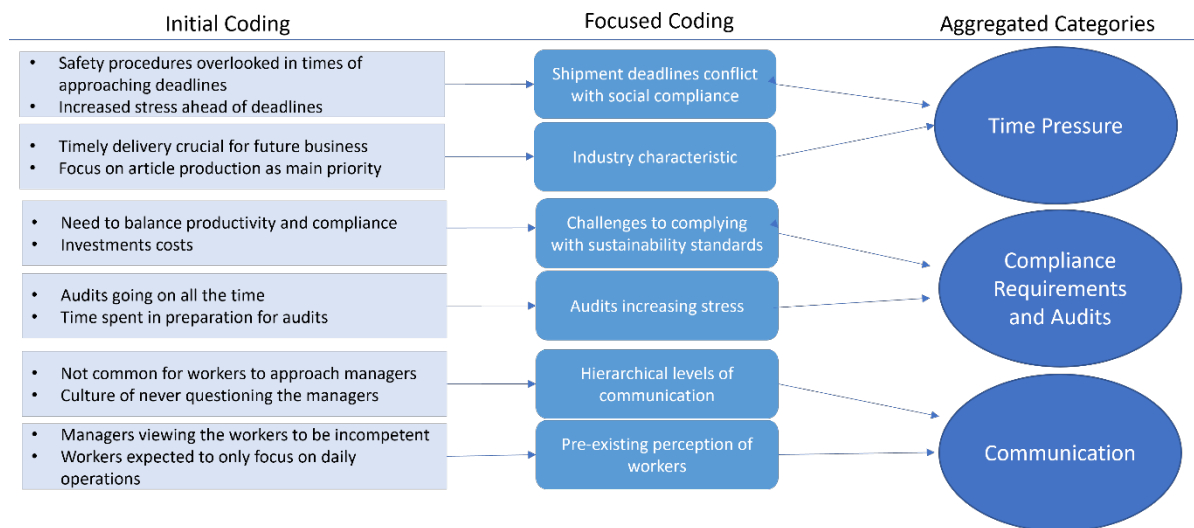 Initial Coding
Focused Coding
Aggregated Categories
• Safety procedures overlooked in times of
approaching deadlines
• Increased stress ahead of deadlines
Shipment deadlines conflict
with social compliance
Time Pressure
• Timely delivery crucial for future business
• Focus on article production as main priority
Industry characteristic
• Need to balance productivity and compliance
• Investments costs
Challenges to complying
with sustainability standards
Compliance
Requirements
and Audits
• Audits going on all the time
• Time spent in preparation for audits
Audits increasing stress
• Not common for workers to approach managers
• Culture of never questioning the managers
Hierarchical levels of
communication
Communication
• Managers viewing the workers to be incompetent
• Workers expected to only focus on daily
operations
Pre-existing perception of
workers